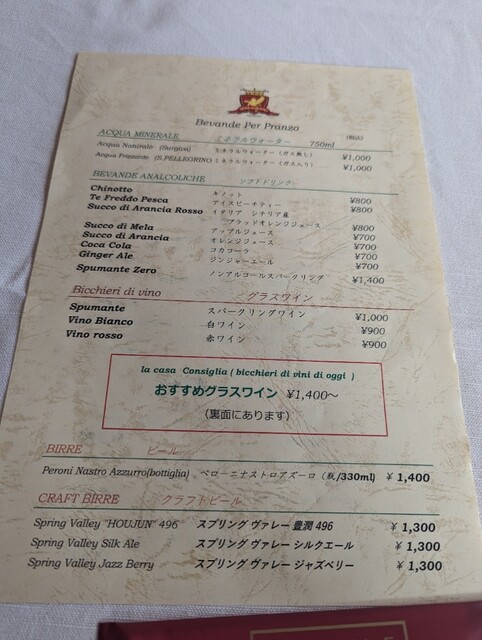 Bevande Per Pranzo
ACQUA MINERALE ミネラルウォーター 750ml (税込)
Acqua Naturale (Surgiva) ミネラルウォーター (ガス無し) ¥1,000
Acqua Frizzante (S.PELLEGRINO) ミネラルウォーター (ガス入り) ¥1,000
BEVANDE ANALCOLICHE ソフトドリンク
Chinotto キノット ¥800
Te Freddo Pesca アイスピーチティー ¥800
Succo di Arancia Rosso イタリア シチリア産
ブラッドオレンジジュース ¥800
Succo di Mela アップルジュース ¥700
Succo di Arancia オレンジジュース ¥700
Coca Cola コカコーラ ¥700
Ginger Ale ジンジャーエール
Spumante Zero ノンアルコールスパークリング ¥1,400
Bicchieri di vino グラスワイン
Spumante スパークリングワイン ¥1,000
Vino Bianco 白ワイン ¥900
Vino rosso 赤ワイン ¥900
la casa Consiglia ( bicchieri di vini di oggi )
おすすめグラスワイン ¥1,400～
(裏面にあります)
BIRRE ビール
Peroni Nastro Azzurro(bottiglia) ペローニナストロアズーロ (瓶/330ml) ¥ 1,400
CRAFT BIRRE クラフトビール
Spring Valley "HOUJUN" 496 スプリング ヴァレー 豊潤 496 ¥ 1,300
Spring Valley Silk Ale スプリング ヴァレー シルクエール ¥ 1,300
Spring Valley Jazz Berry スプリング ヴァレー ジャズベリー ¥ 1,300